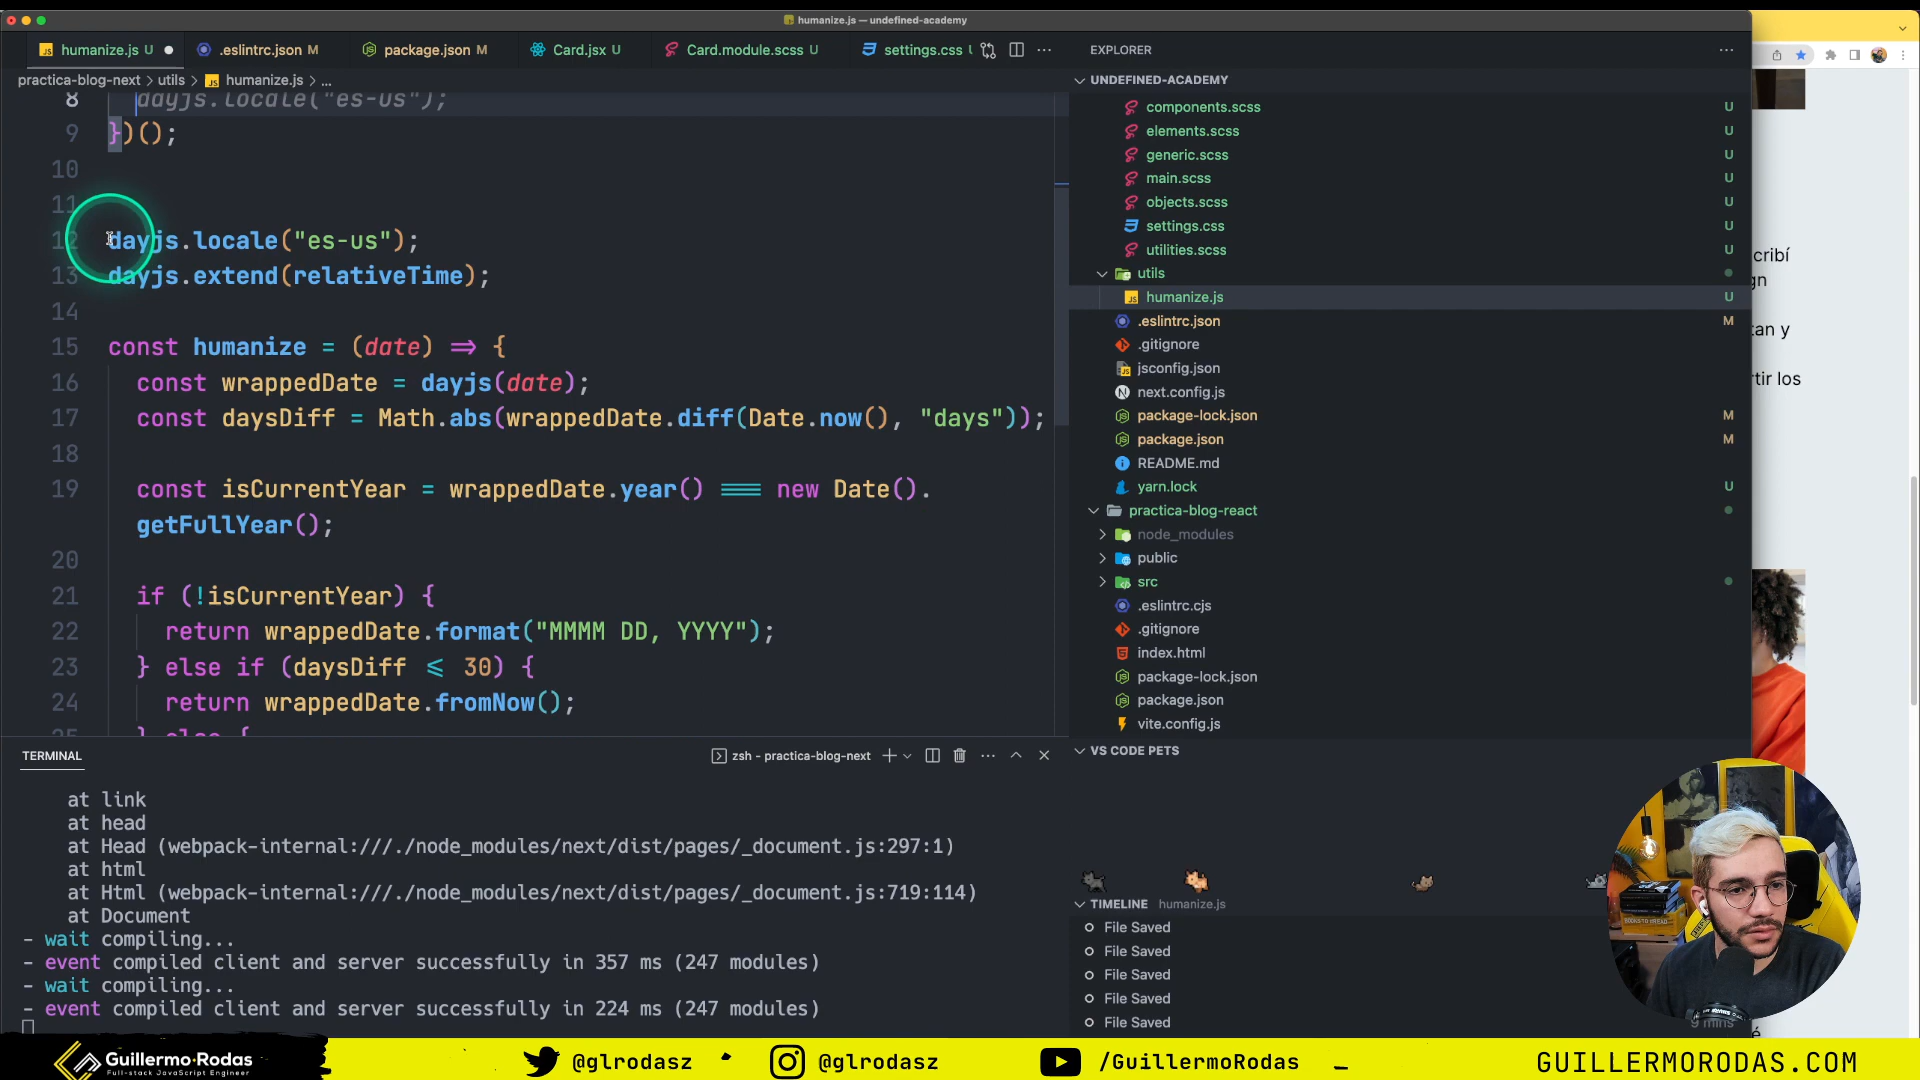 humanize.js — undefined-academy
humanize.js U
.eslintrc.json M
package.json M
Card.jsx U
Card.module.scss U
settings.css
EXPLORER
practica-blog-next > utils > humanize.js > ...
UNDEFINED-ACADEMY
8 dayjs.locale("es-us");
9 })();
10
11
12 dayjs.locale("es-us");
13 dayjs.extend(relativeTime);
14
15 const humanize = (date) => {
16 const wrappedDate = dayjs(date);
17 const daysDiff = Math.abs(wrappedDate.diff(Date.now(), "days"));
18
19 const isCurrentYear = wrappedDate.year() === new Date().
getFullYear();
20
21 if (!isCurrentYear) {
22 return wrappedDate.format("MMMM DD, YYYY");
23 } else if (daysDiff <= 30) {
24 return wrappedDate.fromNow();
25 } else {
components.scss U
elements.scss U
generic.scss U
main.scss U
objects.scss U
settings.css U
utilities.scss U
utils
humanize.js U
.eslintrc.json M
.gitignore
jsconfig.json
next.config.js
package-lock.json M
package.json M
README.md
yarn.lock U
practica-blog-react
node_modules
public
src
.eslintrc.cjs
.gitignore
index.html
package-lock.json
package.json
vite.config.js
cribí
gn
tan y
rtir los
TERMINAL
zsh - practica-blog-next
at link
at head
at Head (webpack-internal:///./node_modules/next/dist/pages/_document.js:297:1)
at html
at Html (webpack-internal:///./node_modules/next/dist/pages/_document.js:719:114)
at Document
- wait compiling...
- event compiled client and server successfully in 357 ms (247 modules)
- wait compiling...
- event compiled client and server successfully in 224 ms (247 modules)
VS CODE PETS
TIMELINE humanize.js
File Saved
File Saved
File Saved
File Saved
File Saved
9 mins
Guillermo·Rodas
Full-stack JavaScript Engineer
@glrodasz
@glrodasz
/GuillermoRodas
GUILLERMORODAS.COM